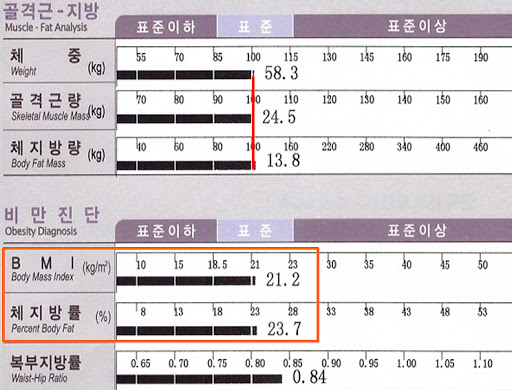 골격근-지방
Muscle - Fat Analysis
표준이하 표준 표준이상
체중 (kg) 55 70 85 100 115 130 145 160 175 190
Weight 58.3
골격근량 (kg) 70 80 90 100 110 120 130 140 150 160
Skeletal Muscle Mass 24.5
체지방량 (kg) 40 60 80 100 160 220 280 340 400 460
Body Fat Mass 13.8
비만진단
Obesity Diagnosis
표준이하 표준 표준이상
BMI (kg/m²) 10 15 18.5 21 23 30 35 40 45 50
Body Mass Index 21.2
체지방률 (%) 8 13 18 23 28 33 38 43 48 53
Percent Body Fat 23.7
복부지방률 0.65 0.70 0.75 0.80 0.85 0.90 0.95 1.00 1.05 1.10
Waist-Hip Ratio 0.84